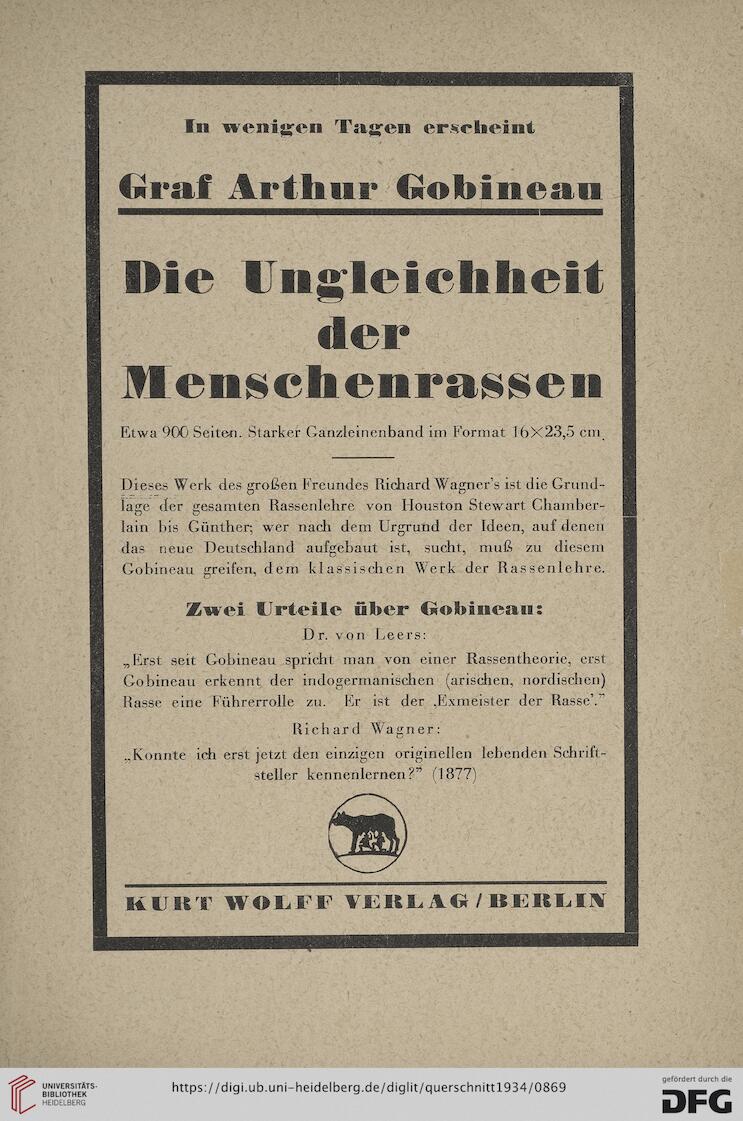 In wenigen Tagen erscheint
Graf Arthur Gobineau
Die Ungleichheit
der
Menschenrassen
Etwa 900 Seiten. Starker Ganzleinenband im Format 16×23,5 cm.
Dieses Werk des großen Freundes Richard Wagner's ist die Grund-
lage der gesamten Rassenlehre von Houston Stewart Chamber-
lain bis Günther; wer nach dem Urgrund der Ideen, auf denen
das neue Deutschland aufgebaut ist, sucht, muß zu diesem
Gobineau greifen, dem klassischen Werk der Rassenlehre.
Zwei Urteile über Gobineau:
Dr. von Leers:
„Erst seit Gobineau spricht man von einer Rassentheorie, erst
Gobineau erkennt der indogermanischen (arischen, nordischen)
Rasse eine Führerrolle zu. Er ist der ‚Exmeister der Rasse'."
Richard Wagner:
„Konnte ich erst jetzt den einzigen originellen lebenden Schrift-
steller kennenlernen?" (1877)
KURT WOLFF VERLAG / BERLIN
UNIVERSITÄTS-
BIBLIOTHEK
HEIDELBERG
https://digi.ub.uni-heidelberg.de/diglit/querschnitt1934/0869
gefördert durch die
DFG